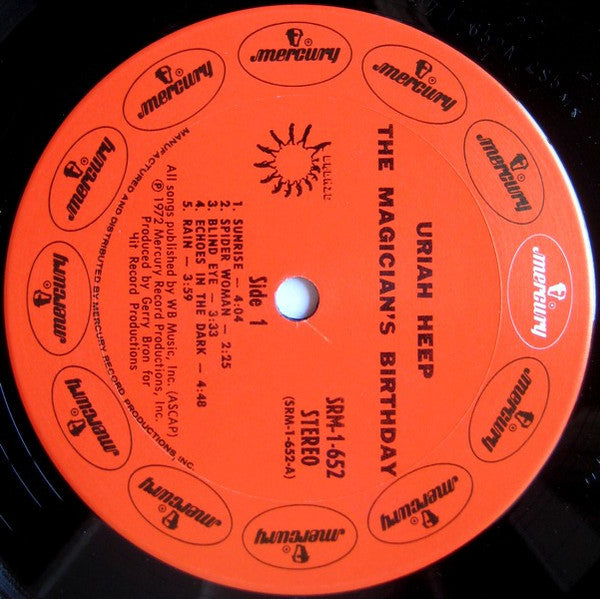 URIAH HEEP
THE MAGICIAN'S BIRTHDAY
SRM-1-652
STEREO
(SRM-1-652-A)
Side 1
1. SUNRISE — 4:04
2. SPIDER WOMAN — 2:25
3. BLIND EYE — 3:33
4. ECHOES IN THE DARK — 4:48
5. RAIN — 3:59
All songs published by WB Music, Inc. (ASCAP)
℗ 1972 Mercury Record Productions, Inc.
Produced by Gerry Bron for
Hit Record Productions
MANUFACTURED AND DISTRIBUTED BY MERCURY RECORD PRODUCTIONS, INC.
mercury
mercury
mercury
mercury
mercury
mercury
mercury
mercury
mercury
mercury
mercury
mercury